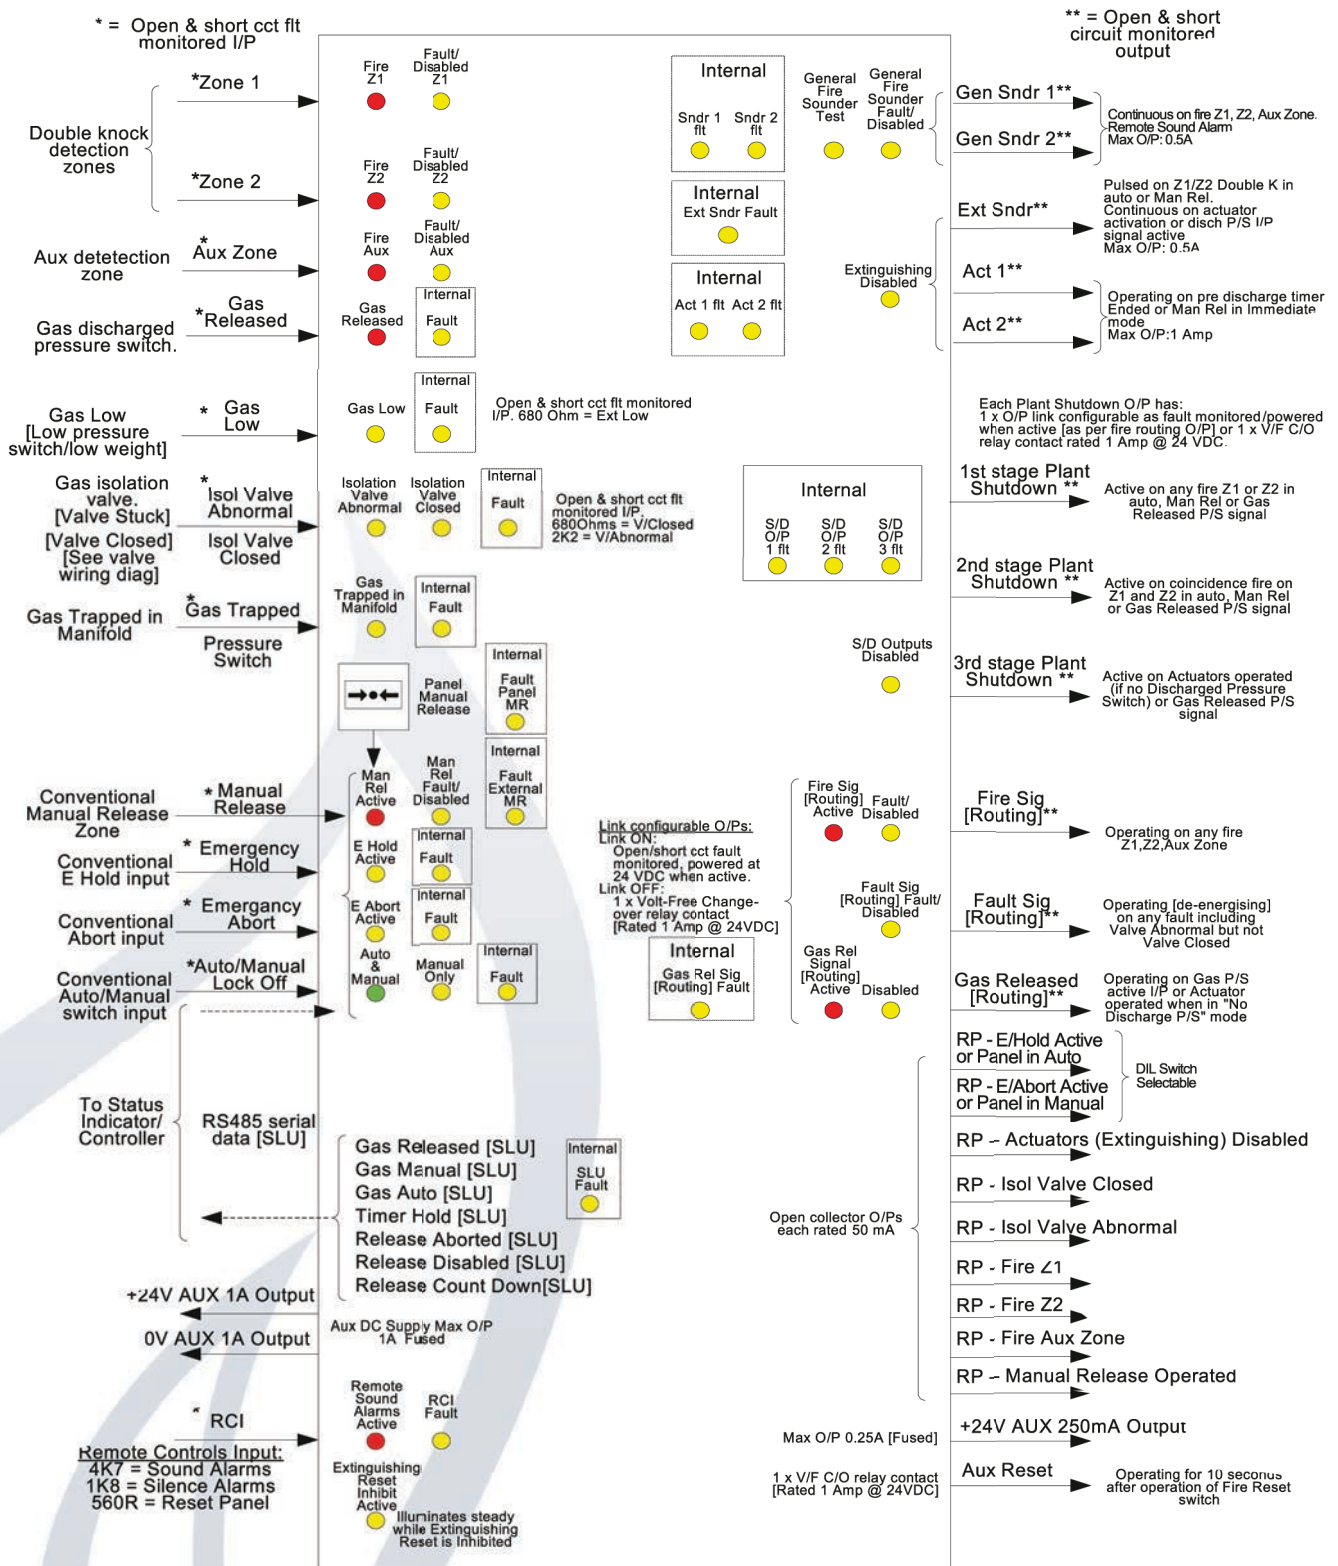 * = Open & short cct flt
monitored I/P
** = Open & short
circuit monitored
output
Double knock
detection
zones
*Zone 1
*Zone 2
Fire
Z1
Fault/
Disabled
Z1
Fire
Z2
Fault/
Disabled
Z2
Aux detetection
zone
*
Aux Zone
Fire
Aux
Fault/
Disabled
Aux
Gas discharged
pressure switch.
Gas
*Released
Gas
Released
Internal
Fault
Gas Low
[Low pressure
switch/low weight]
* Gas
Low
Gas Low
Internal
Fault
Open & short cct flt monitored
I/P. 680 Ohm = Ext Low
Gas isolation
valve.
[Valve Stuck]
[Valve Closed]
[See valve
wiring diag]
*
Isol Valve
Abnormal
Isol Valve
Closed
Isolation
Valve
Abnormal
Isolation
Valve
Closed
Internal
Fault
Open & short cct flt
monitored I/P.
680Ohms = V/Closed
2K2 = V/Abnormal
Gas Trapped in
Manifold
*
Gas Trapped
Pressure
Switch
Gas
Trapped in
Manifold
Internal
Fault
Panel
Manual
Release
Internal
Fault
Panel
MR
Conventional
Manual Release
Zone
* Manual
Release
Man
Rel
Active
Man
Rel
Fault/
Disabled
Internal
Fault
External
MR
Conventional
E Hold input
* Emergency
Hold
E Hold
Active
Internal
Fault
Conventional
Abort input
* Emergancy
Abort
E Abort
Active
Internal
Fault
Conventional
Auto/Manual
switch input
*Auto/Manual
Lock Off
Auto
&
Manual
Manual
Only
Internal
Fault
To Status
Indicator/
Controller
RS485 serial
data [SLU]
Gas Released [SLU]
Gas Manual [SLU]
Gas Auto [SLU]
Timer Hold [SLU]
Release Aborted [SLU]
Release Disabled [SLU]
Release Count Down[SLU]
Internal
SLU
Fault
+24V AUX 1A Output
0V AUX 1A Output
Aux DC Supply Max O/P
1A Fused
* RCI
Remote Controls Input:
4K7 = Sound Alarms
1K8 = Silence Alarms
560R = Reset Panel
Remote
Sound
Alarms
Active
RCI
Fault
Extinguishing
Reset
Inhibit
Active
Illuminates steady
while Extinguishing
Reset is Inhibited
Internal
Sndr 1
flt
Sndr 2
flt
General
Fire
Sounder
Test
General
Fire
Sounder
Fault/
Disabled
Gen Sndr 1**
Gen Sndr 2**
Continuous on fire Z1, Z2, Aux Zone.
Remote Sound Alarm
Max O/P: 0.5A
Internal
Ext Sndr Fault
Ext Sndr**
Pulsed on Z1/Z2 Double K in
auto or Man Rel.
Continuous on actuator
activation or disch P/S I/P
signal active
Max O/P: 0.5A
Internal
Act 1 flt
Act 2 flt
Extinguishing
Disabled
Act 1**
Act 2**
Operating on pre discharge timer
Ended or Man Rel in Immediate
mode
Max O/P:1 Amp
Each Plant Shutdown O/P has:
1 x O/P link configurable as fault monitored/powered
when active [as per fire routing O/P] or 1 x V/F C/O
relay contact rated 1 Amp @ 24 VDC.
Internal
S/D
O/P
1 flt
S/D
O/P
2 flt
S/D
O/P
3 flt
1st stage Plant
Shutdown **
Active on any fire Z1 or Z2 in
auto, Man Rel or Gas
Released P/S signal
2nd stage Plant
Shutdown **
Active on coincidence fire on
Z1 and Z2 in auto, Man Rel
or Gas Released P/S signal
S/D Outputs
Disabled
3rd stage Plant
Shutdown **
Active on Actuators operated
(if no Discharged Pressure
Switch) or Gas Released P/S
signal
Link configurable O/Ps:
Link ON:
Open/short cct fault
monitored, powered at
24 VDC when active.
Link OFF:
1 x Volt-Free Change-
over relay contact
[Rated 1 Amp @ 24VDC]
Fire Sig
[Routing]
Active
Fault/
Disabled
Fire Sig
[Routing]**
Operating on any fire
Z1,Z2,Aux Zone
Fault Sig
[Routing] Fault/
Disabled
Fault Sig
[Routing]**
Operating [de-energising]
on any fault including
Valve Abnormal but not
Valve Closed
Internal
Gas Rel Sig
[Routing] Fault
Gas Rel
Signal
[Routing]
Active
Disabled
Gas Released
[Routing]**
Operating on Gas P/S
active I/P or Actuator
operated when in "No
Discharge P/S" mode
Open collector O/Ps
each rated 50 mA
RP - E/Hold Active
or Panel in Auto
RP - E/Abort Active
or Panel in Manual
DIL Switch
Selectable
RP – Actuators (Extinguishing) Disabled
RP - Isol Valve Closed
RP - Isol Valve Abnormal
RP - Fire Z1
RP - Fire Z2
RP - Fire Aux Zone
RP – Manual Release Operated
Max O/P 0.25A [Fused]
+24V AUX 250mA Output
1 x V/F C/O relay contact
[Rated 1 Amp @ 24VDC]
Aux Reset
Operating for 10 seconds
after operation of Fire Reset
switch